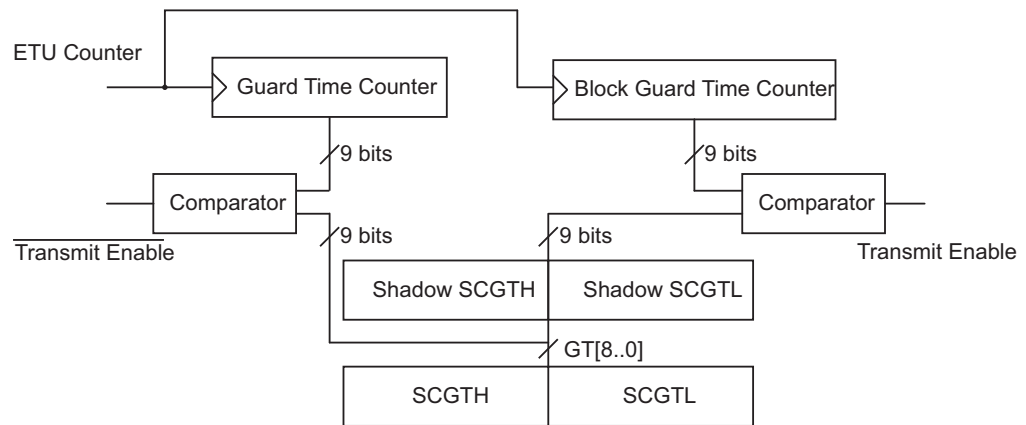 ETU Counter
Guard Time Counter
Block Guard Time Counter
9 bits
9 bits
Comparator
Comparator
Transmit Enable
9 bits
9 bits
Transmit Enable
Shadow SCGTH
Shadow SCGTL
GT[8..0]
SCGTH
SCGTL